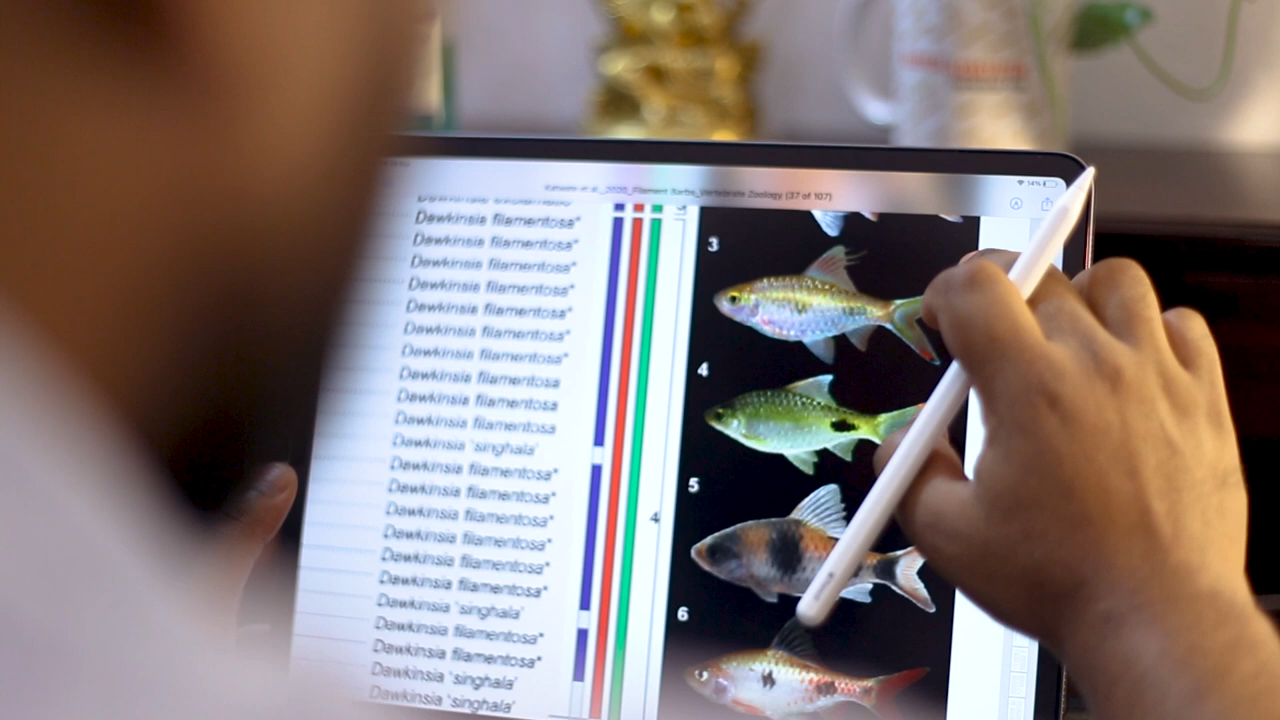 Katwate et al._2020_Filament Barbs_Vertebrate Zoology (37 of 107)
14%
Dawkinsia filamentosa*
Dawkinsia filamentosa*
Dawkinsia filamentosa*
Dawkinsia filamentosa*
Dawkinsia filamentosa*
Dawkinsia filamentosa*
Dawkinsia filamentosa*
Dawkinsia filamentosa
Dawkinsia filamentosa
Dawkinsia filamentosa
Dawkinsia 'singhala'
Dawkinsia filamentosa*
Dawkinsia filamentosa*
Dawkinsia filamentosa*
Dawkinsia filamentosa*
Dawkinsia filamentosa*
Dawkinsia filamentosa*
Dawkinsia 'singhala'
Dawkinsia filamentosa*
Dawkinsia filamentosa*
Dawkinsia 'singhala'
Dawkinsia 'singhala'
4
3
4
5
6